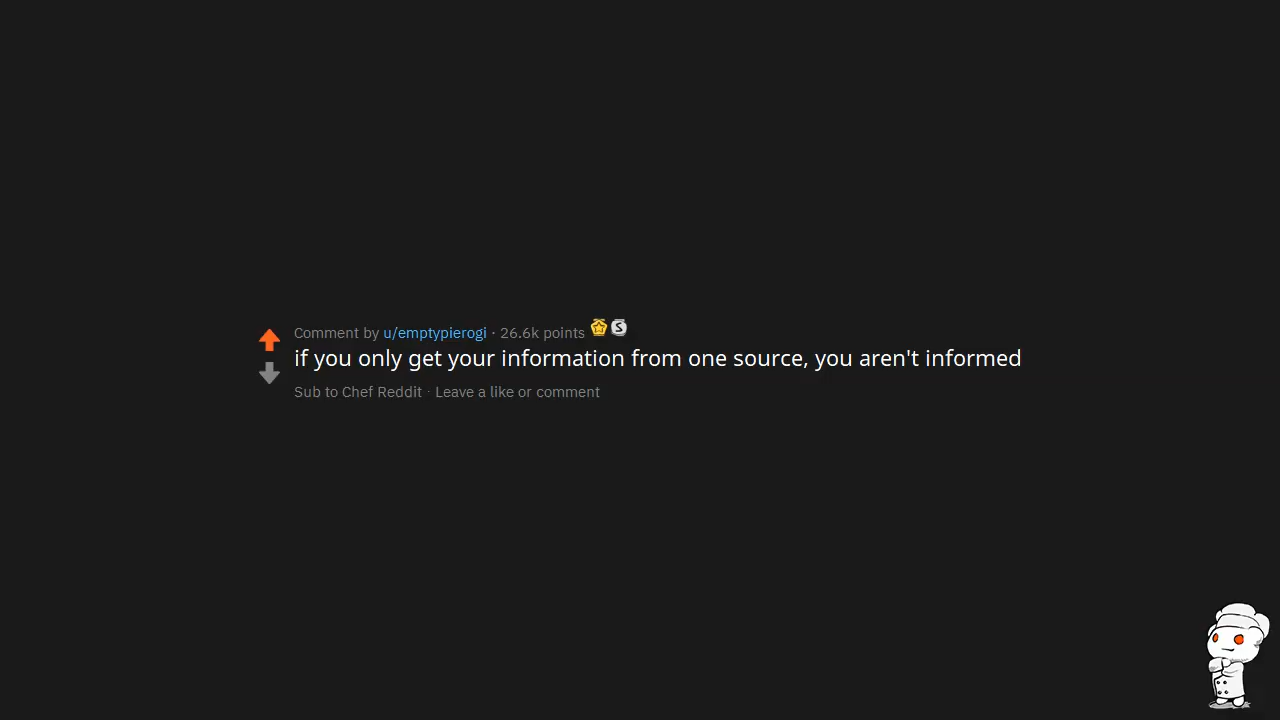 Comment by u/emptypierogi · 26.6k points S
if you only get your information from one source, you aren't informed
Sub to Chef Reddit · Leave a like or comment